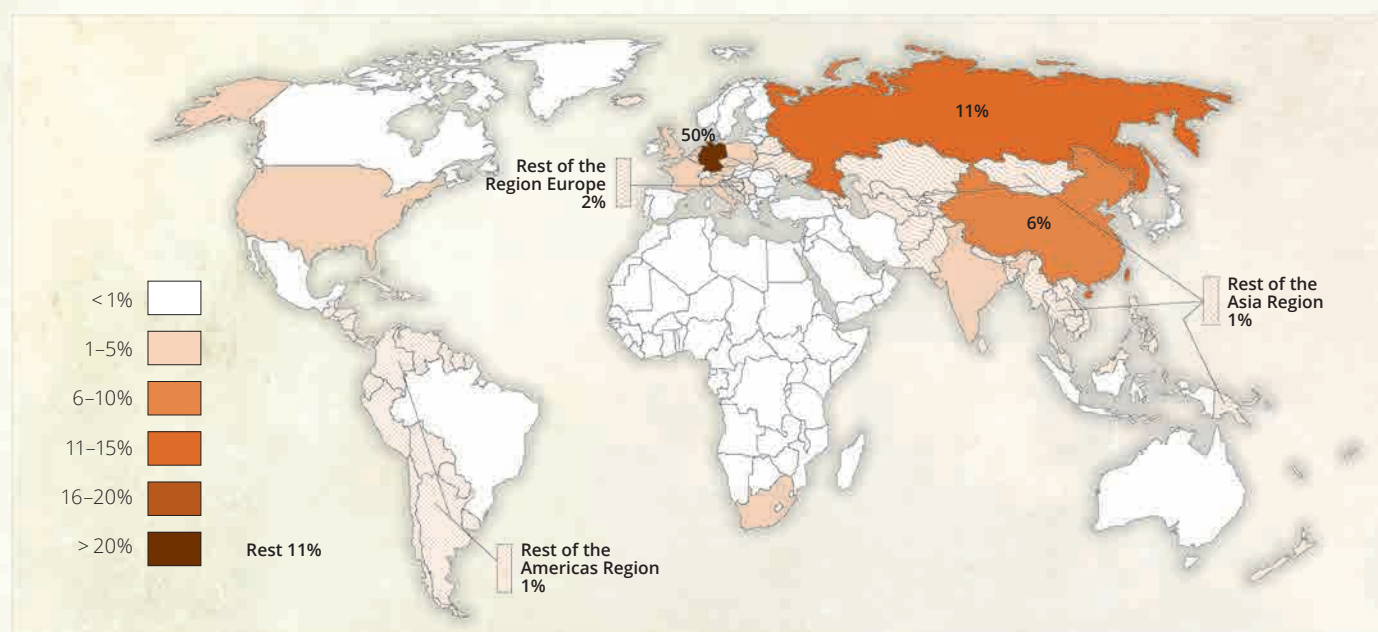 11%
50%
Rest of the
Region Europe
2%
6%
Rest of the
Asia Region
1%
< 1%
1–5%
6–10%
11–15%
16–20%
> 20%
Rest 11%
Rest of the
Americas Region
1%